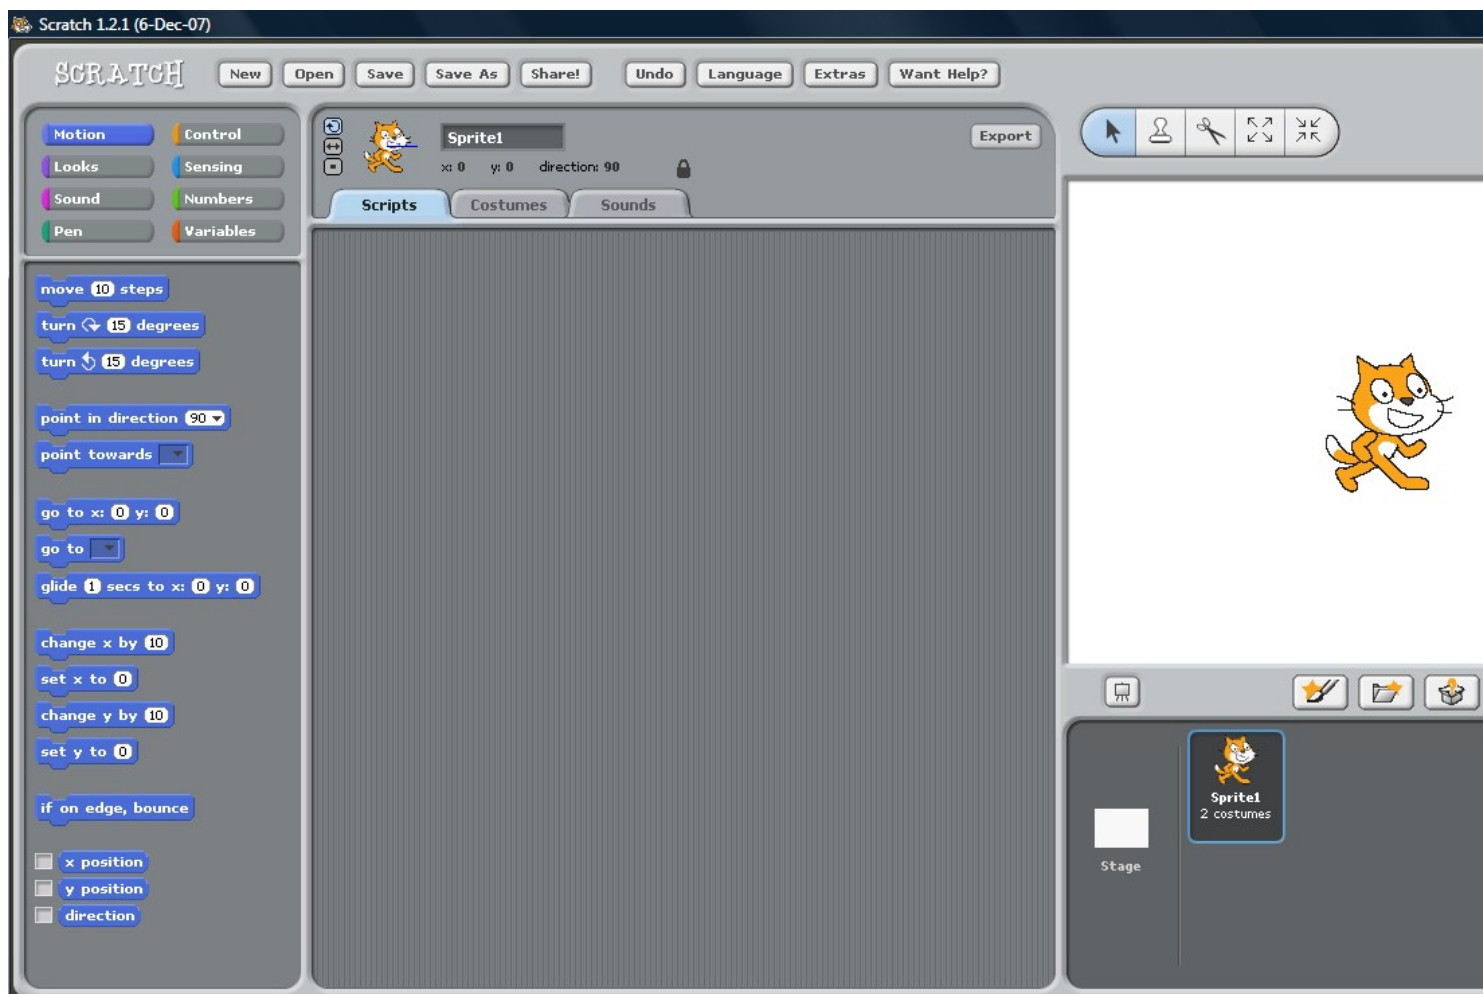 Scratch 1.2.1 (6-Dec-07)
SCRATCH
New Open Save Save As Share! Undo Language Extras Want Help?
Motion Control
Looks Sensing
Sound Numbers
Pen Variables
move 10 steps
turn 15 degrees
turn 15 degrees
point in direction 90
point towards
go to x: 0 y: 0
go to
glide 1 secs to x: 0 y: 0
change x by 10
set x to 0
change y by 10
set y to 0
if on edge, bounce
x position
y position
direction
Sprite1
Export
x: 0 y: 0 direction: 90
Scripts Costumes Sounds
Sprite1
2 costumes
Stage